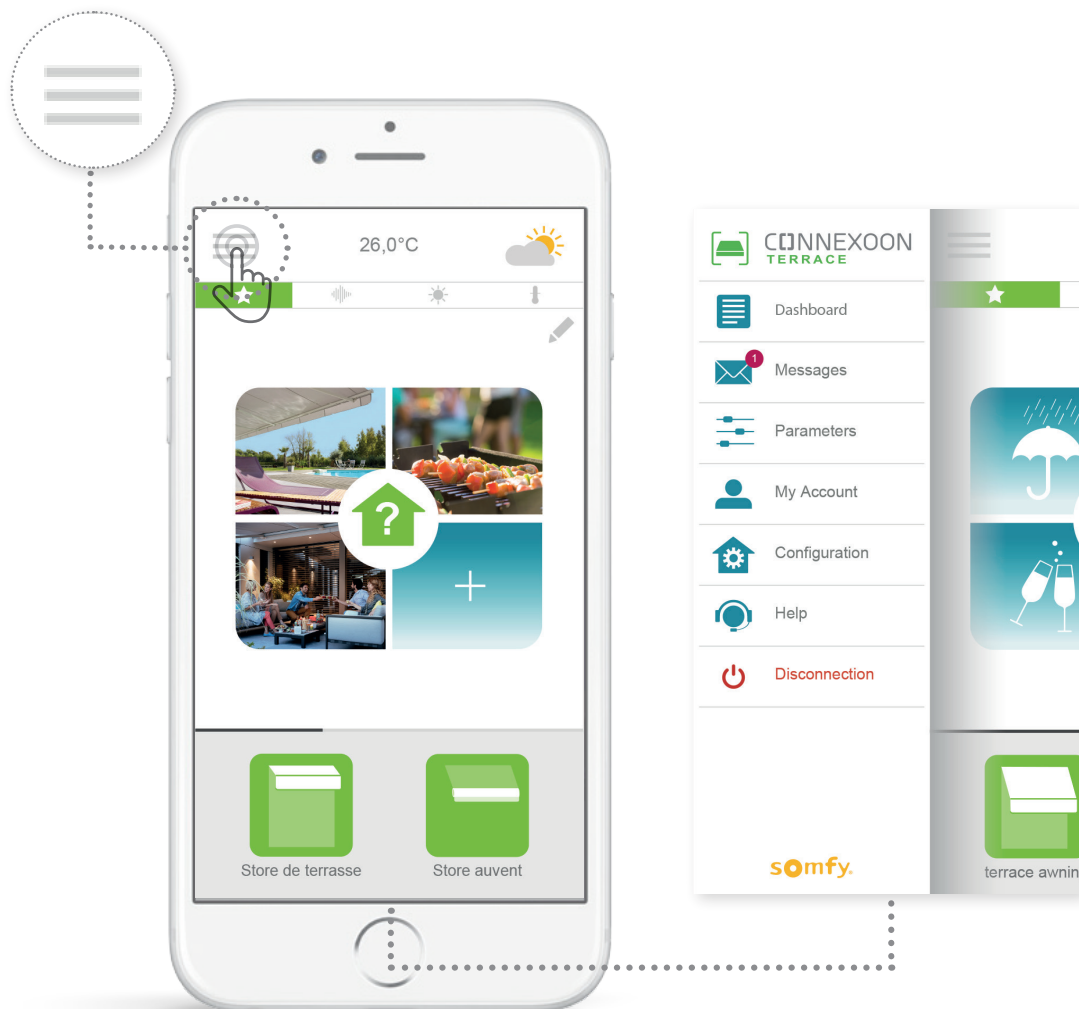 26,0°C
?
+
Store de terrasse
Store auvent
CONNEXOON
TERRACE
Dashboard
1
Messages
Parameters
My Account
Configuration
Help
Disconnection
somfy.
terrace awnin